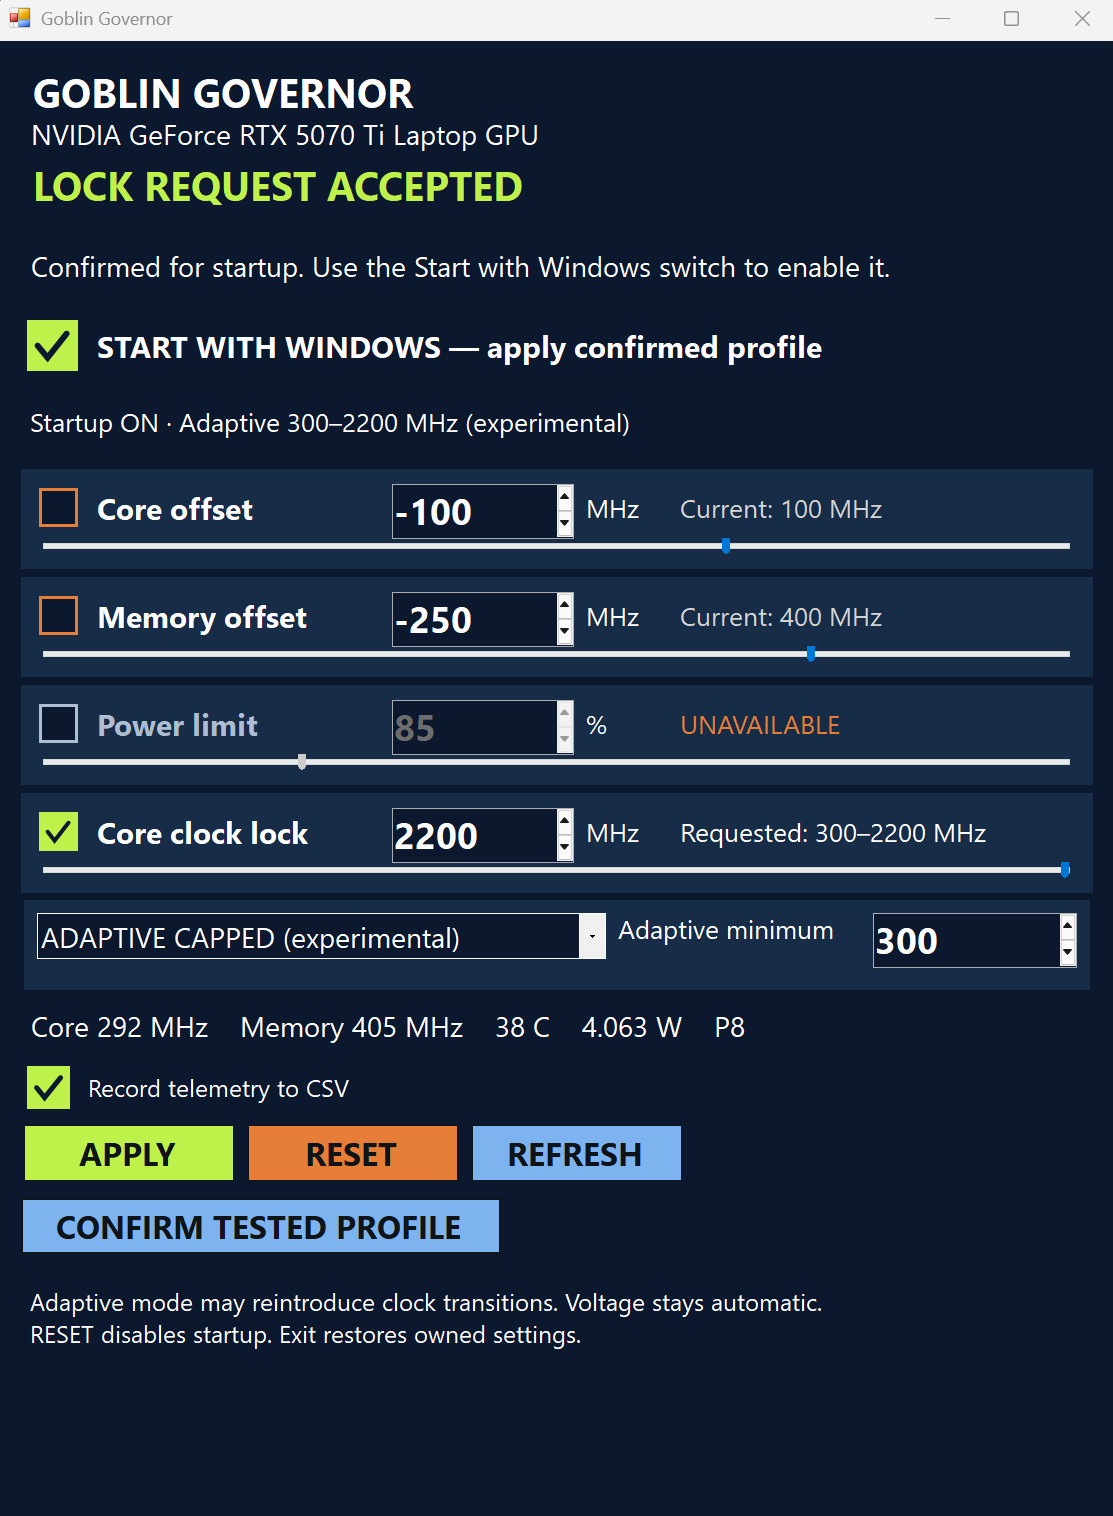 Goblin Governor
GOBLIN GOVERNOR
NVIDIA GeForce RTX 5070 Ti Laptop GPU
LOCK REQUEST ACCEPTED
Confirmed for startup. Use the Start with Windows switch to enable it.
START WITH WINDOWS — apply confirmed profile
Startup ON · Adaptive 300–2200 MHz (experimental)
Core offset -100 MHz Current: 100 MHz
Memory offset -250 MHz Current: 400 MHz
Power limit 85 % UNAVAILABLE
Core clock lock 2200 MHz Requested: 300–2200 MHz
ADAPTIVE CAPPED (experimental) Adaptive minimum 300
Core 292 MHz Memory 405 MHz 38 C 4.063 W P8
Record telemetry to CSV
APPLY RESET REFRESH
CONFIRM TESTED PROFILE
Adaptive mode may reintroduce clock transitions. Voltage stays automatic.
RESET disables startup. Exit restores owned settings.